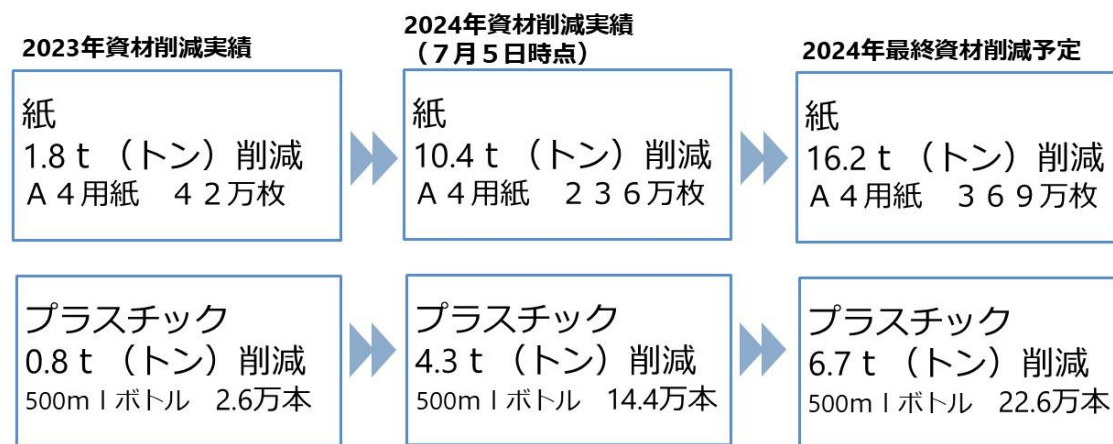 2023年資材削減実績
紙
1.8ｔ（トン）削減
Ａ４用紙　４２万枚
2024年資材削減実績
（７月５日時点）
紙
10.4ｔ（トン）削減
Ａ４用紙　２３６万枚
2024年最終資材削減予定
紙
16.2ｔ（トン）削減
Ａ４用紙　３６９万枚
プラスチック
0.8ｔ（トン）削減
500ｍｌボトル　2.6万本
プラスチック
4.3ｔ（トン）削減
500ｍｌボトル　14.4万本
プラスチック
6.7ｔ（トン）削減
500ｍｌボトル　22.6万本